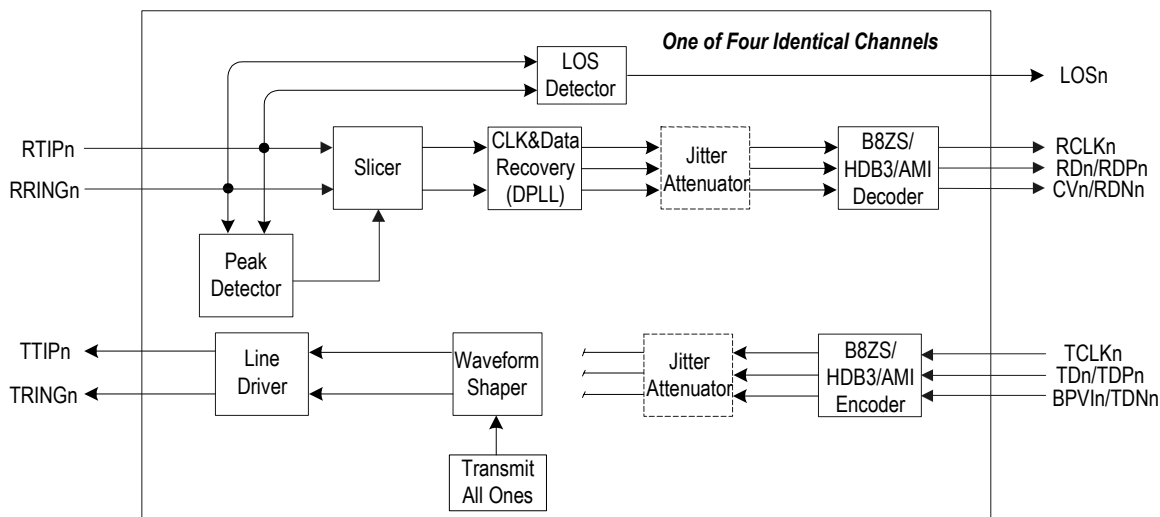 One of Four Identical Channels
LOS
Detector
LOSn
RTIPn
RRINGn
Slicer
CLK&Data
Recovery
(DPLL)
Jitter
Attenuator
B8ZS/
HDB3/AMI
Decoder
RCLKn
RDn/RDPn
CVn/RDNn
Peak
Detector
TTIPn
TRINGn
Line
Driver
Waveform
Shaper
Jitter
Attenuator
B8ZS/
HDB3/AMI
Encoder
TCLKn
TDn/TDPn
BPVIn/TDNn
Transmit
All Ones